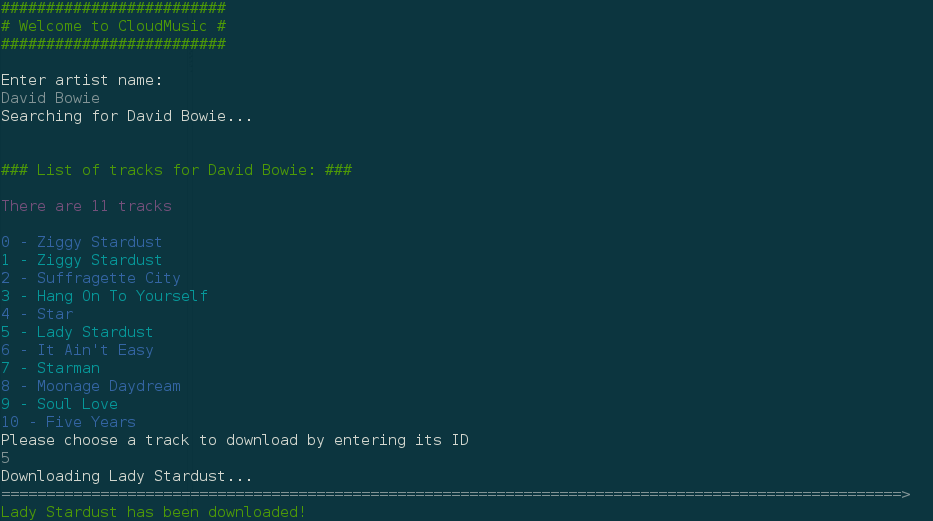 #########################
# Welcome to CloudMusic #
#########################
Enter artist name:
David Bowie
Searching for David Bowie...
### List of tracks for David Bowie: ###
There are 11 tracks
0 - Ziggy Stardust
1 - Ziggy Stardust
2 - Suffragette City
3 - Hang On To Yourself
4 - Star
5 - Lady Stardust
6 - It Ain't Easy
7 - Starman
8 - Moonage Daydream
9 - Soul Love
10 - Five Years
Please choose a track to download by entering its ID
5
Downloading Lady Stardust...
====================================================================================================>
Lady Stardust has been downloaded!